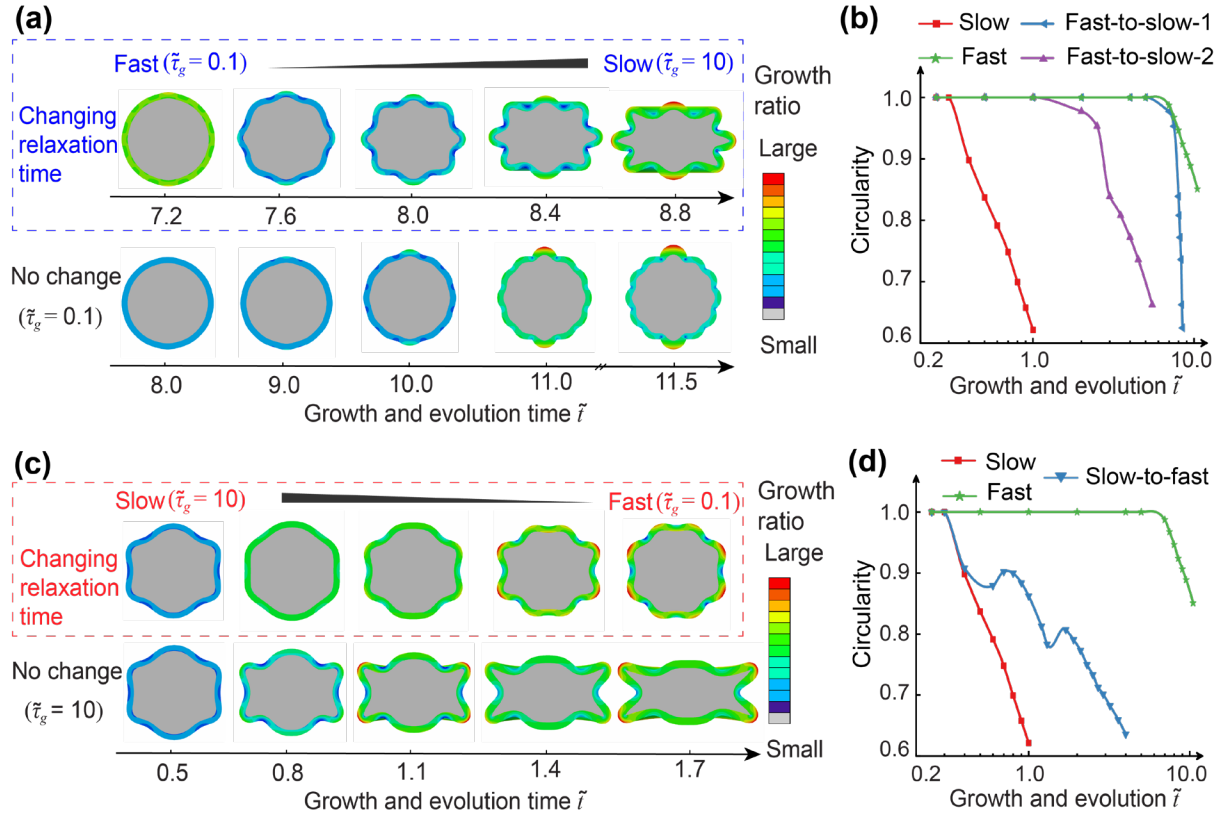 (a)
Fast (τ̃g = 0.1)
Slow (τ̃g = 10)
Changing
relaxation
time
7.2
7.6
8.0
8.4
8.8
No change
(τ̃g = 0.1)
8.0
9.0
10.0
11.0
11.5
Growth and evolution time t̃
Growth
ratio
Large
Small
(b)
Slow
Fast-to-slow-1
Fast
Fast-to-slow-2
Circularity
1.0
0.9
0.8
0.7
0.6
0.2
1.0
10.0
Growth and evolution t̃
(c)
Slow (τ̃g = 10)
Fast (τ̃g = 0.1)
Changing
relaxation
time
No change
(τ̃g = 10)
0.5
0.8
1.1
1.4
1.7
Growth and evolution time t̃
Growth
ratio
Large
Small
(d)
Slow
Slow-to-fast
Fast
Circularity
1.0
0.9
0.8
0.7
0.6
0.2
1.0
10.0
Growth and evolution t̃